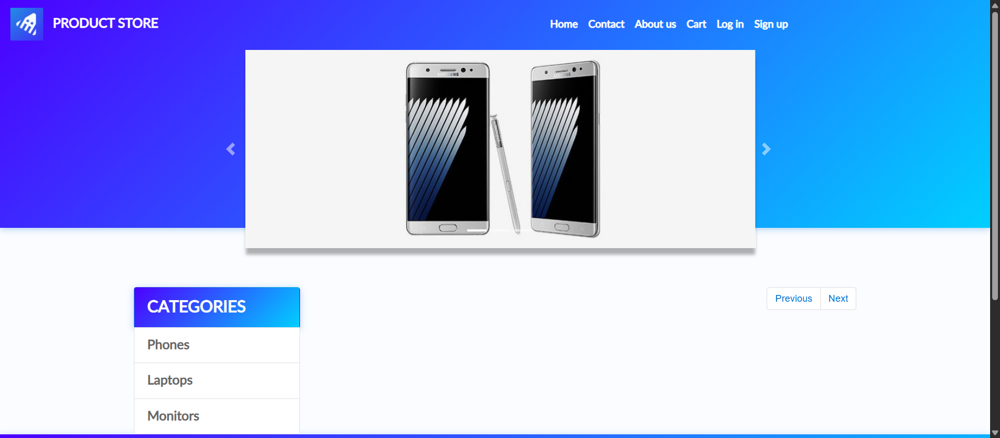 PRODUCT STORE
Home Contact About us Cart Log in Sign up
CATEGORIES
Previous Next
Phones
Laptops
Monitors